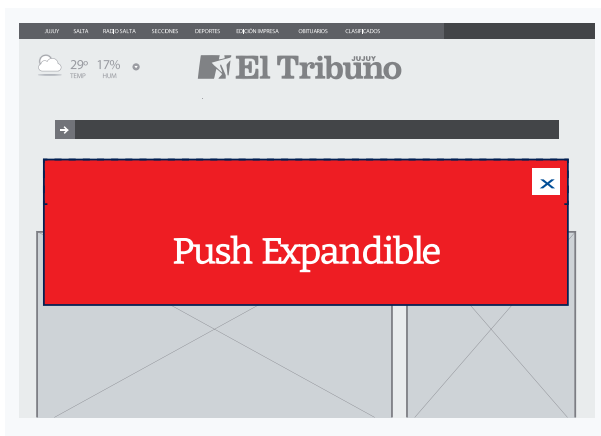 JUJUY SALTA RADIO SALTA SECCIONES DEPORTES EDICIÓN IMPRESA OBITUARIOS CLASIFICADOS
29º 17%
TEMP HUM
El Tribuno
JUJUY
X
Push Expandible